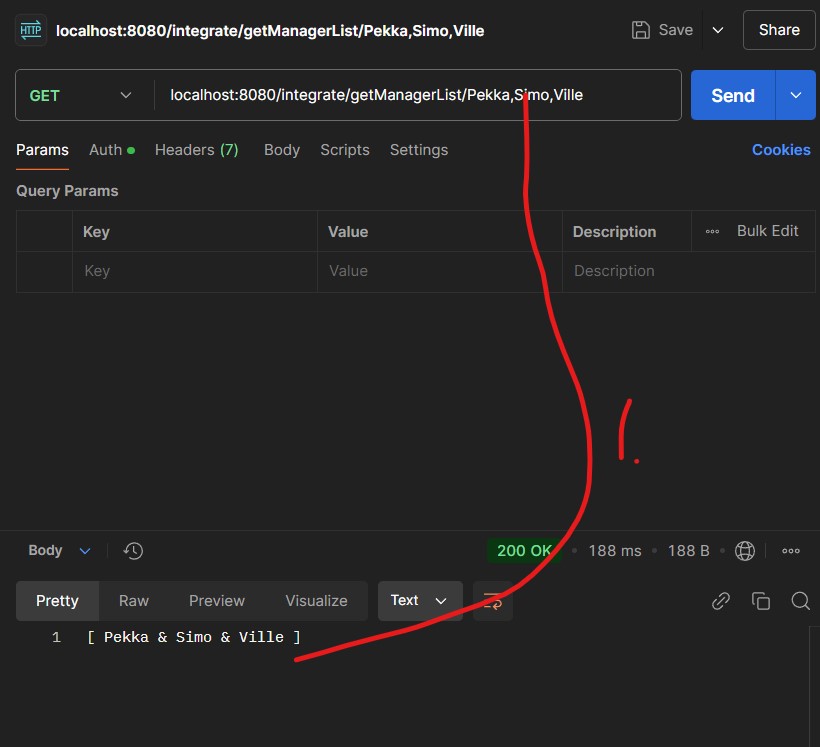 HTTP localhost:8080/integrate/getManagerList/Pekka,Simo,Ville Save Share
GET localhost:8080/integrate/getManagerList/Pekka,Simo,Ville Send
Params Auth Headers (7) Body Scripts Settings Cookies
Query Params
Key Value Description Bulk Edit
Key Value Description
1.
Body 200 OK 188 ms 188 B
Pretty Raw Preview Visualize Text
1 [ Pekka & Simo & Ville ]